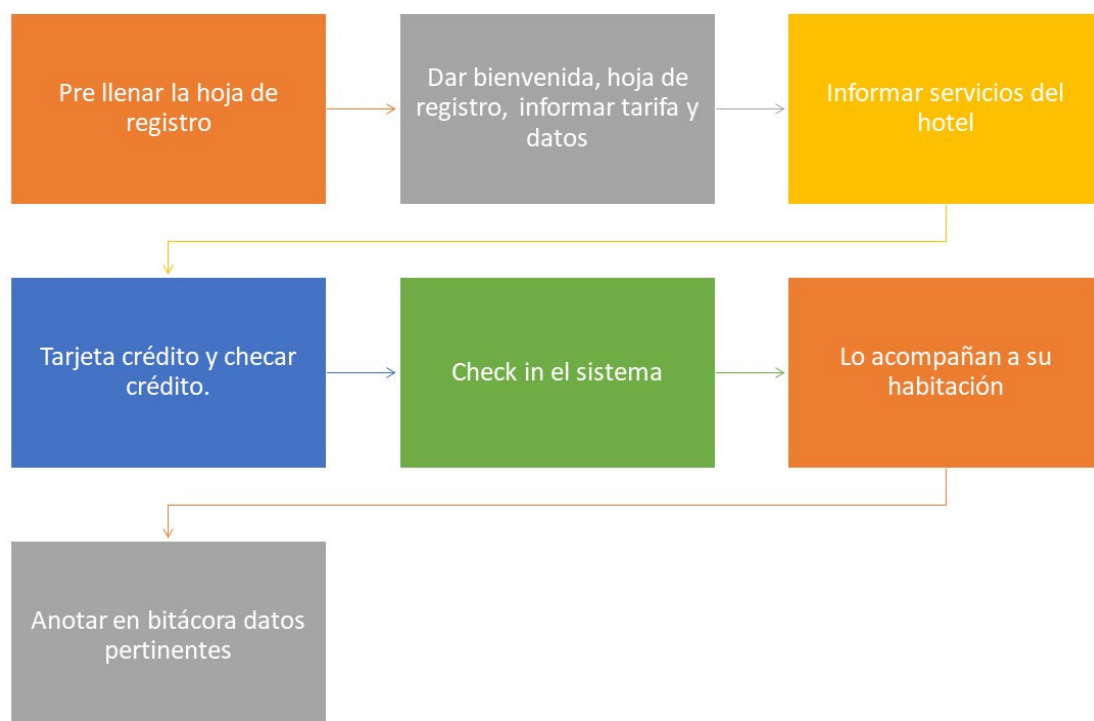 Pre llenar la hoja de
registro
Dar bienvenida, hoja de
registro, informar tarifa y
datos
Informar servicios del
hotel
Tarjeta crédito y checar
crédito.
Check in el sistema
Lo acompañan a su
habitación
Anotar en bitácora datos
pertinentes